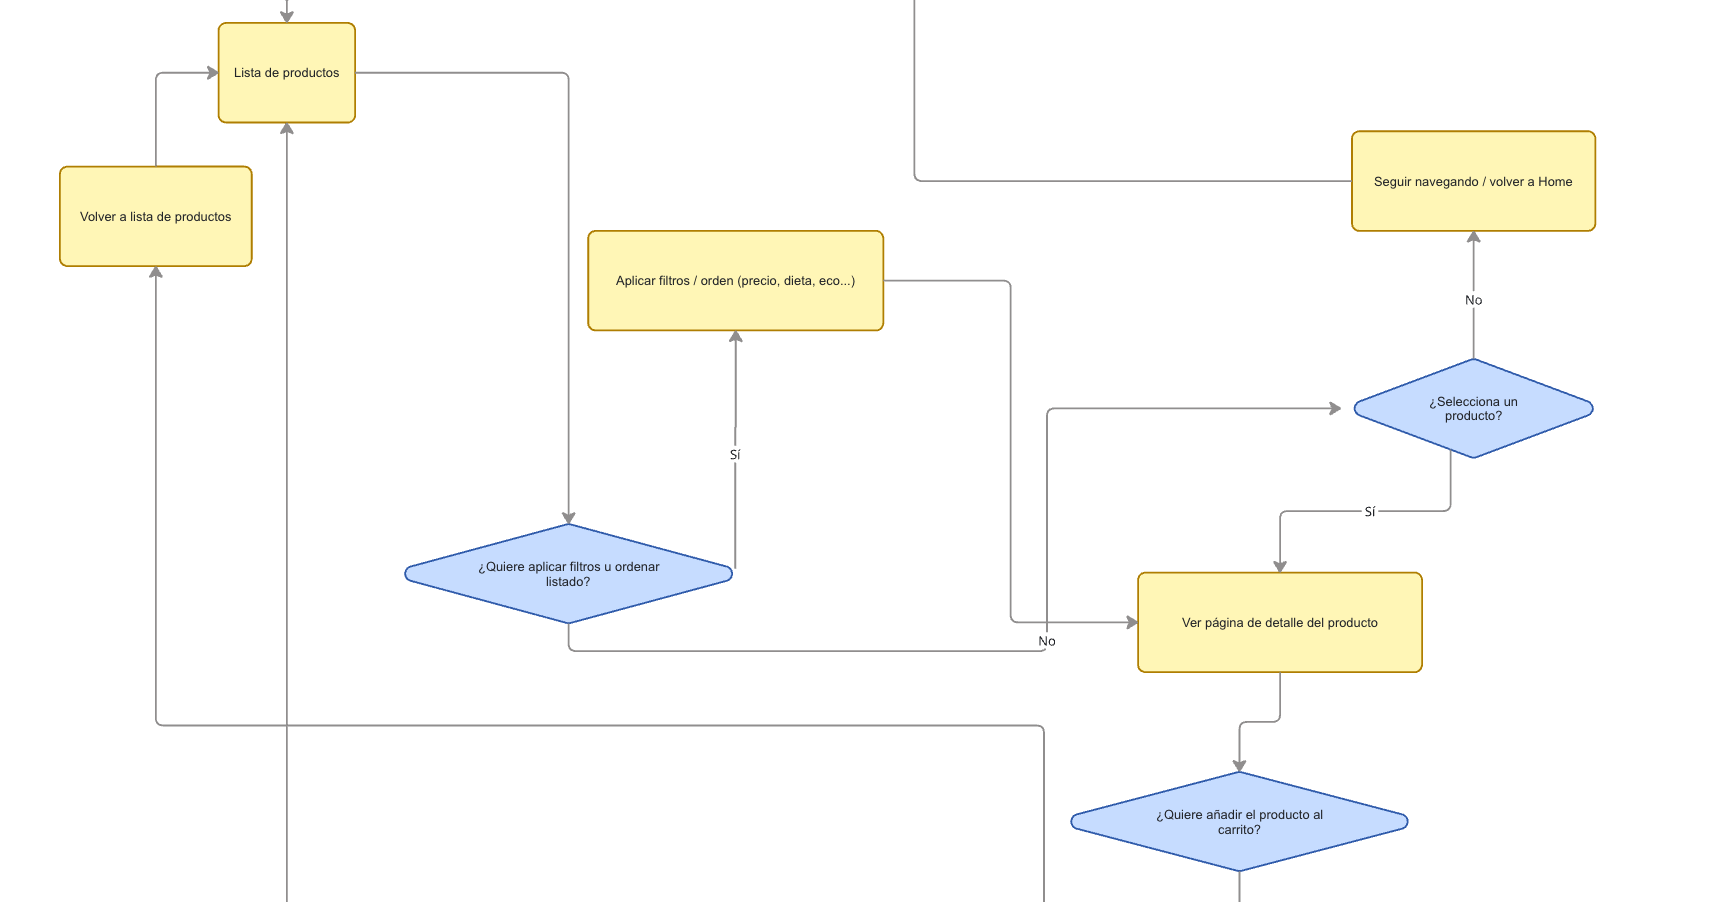 Lista de productos
Seguir navegando / volver a Home
Volver a lista de productos
Aplicar filtros / orden (precio, dieta, eco...)
No
¿Selecciona un
producto?
Sí
Sí
¿Quiere aplicar filtros u ordenar
listado?
Ver página de detalle del producto
No
¿Quiere añadir el producto al
carrito?